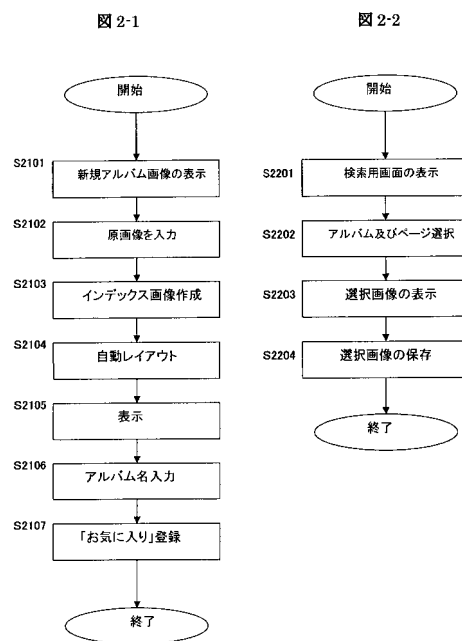 図 2-1
開始
S2101
新規アルバム画像の表示
S2102
原画像を入力
S2103
インデックス画像作成
S2104
自動レイアウト
S2105
表示
S2106
アルバム名入力
S2107
「お気に入り」登録
終了
図 2-2
開始
S2201
検索用画面の表示
S2202
アルバム及びページ選択
S2203
選択画像の表示
S2204
選択画像の保存
終了